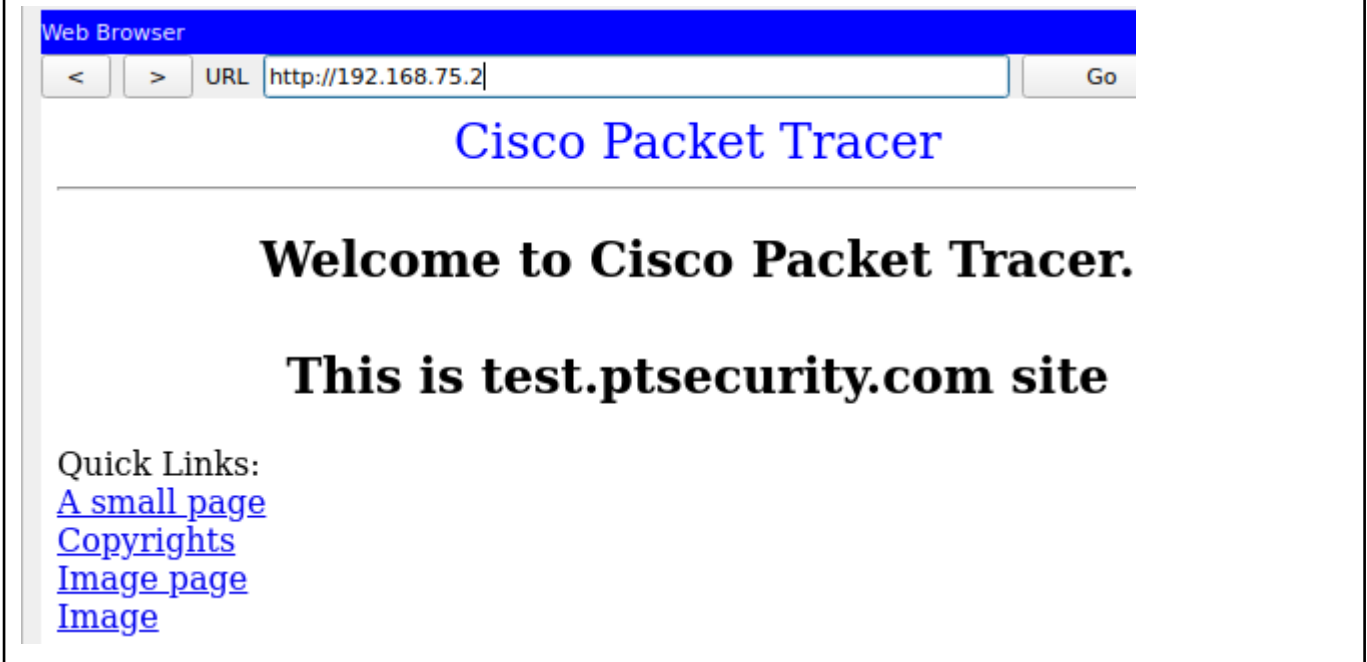 Web Browser
< > URL http://192.168.75.2 Go
Cisco Packet Tracer
Welcome to Cisco Packet Tracer.
This is test.ptsecurity.com site
Quick Links:
A small page
Copyrights
Image page
Image